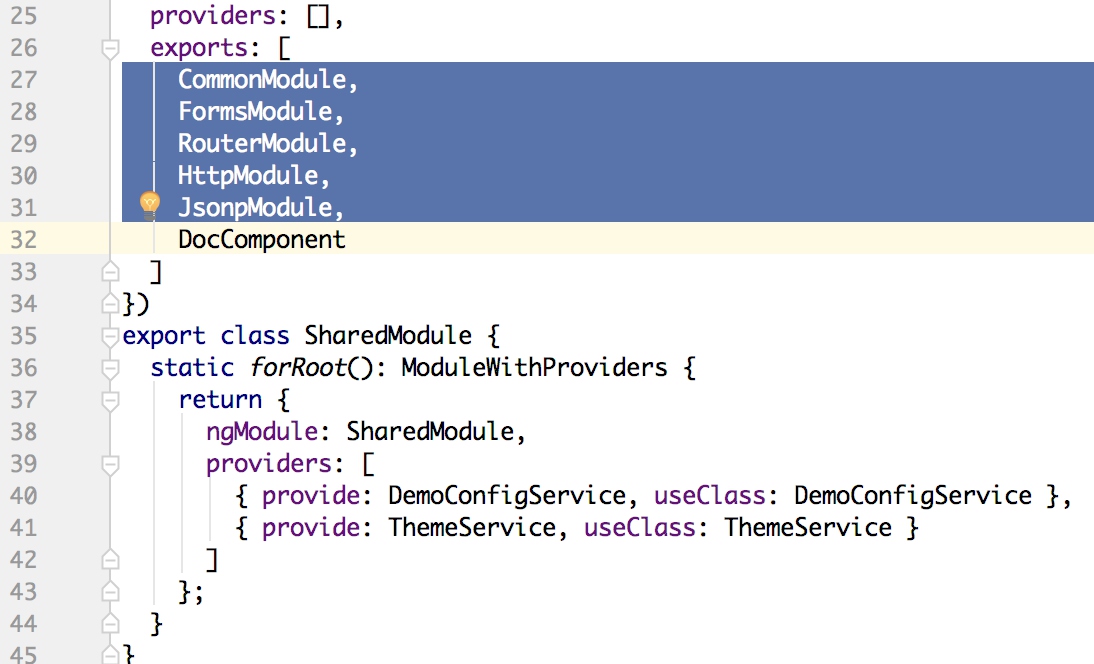 25 providers: [],
26 exports: [
27 CommonModule,
28 FormsModule,
29 RouterModule,
30 HttpModule,
31 JsonpModule,
32 DocComponent
33 ]
34 })
35 export class SharedModule {
36 static forRoot(): ModuleWithProviders {
37 return {
38 ngModule: SharedModule,
39 providers: [
40 { provide: DemoConfigService, useClass: DemoConfigService },
41 { provide: ThemeService, useClass: ThemeService }
42 ]
43 };
44 }
45 }